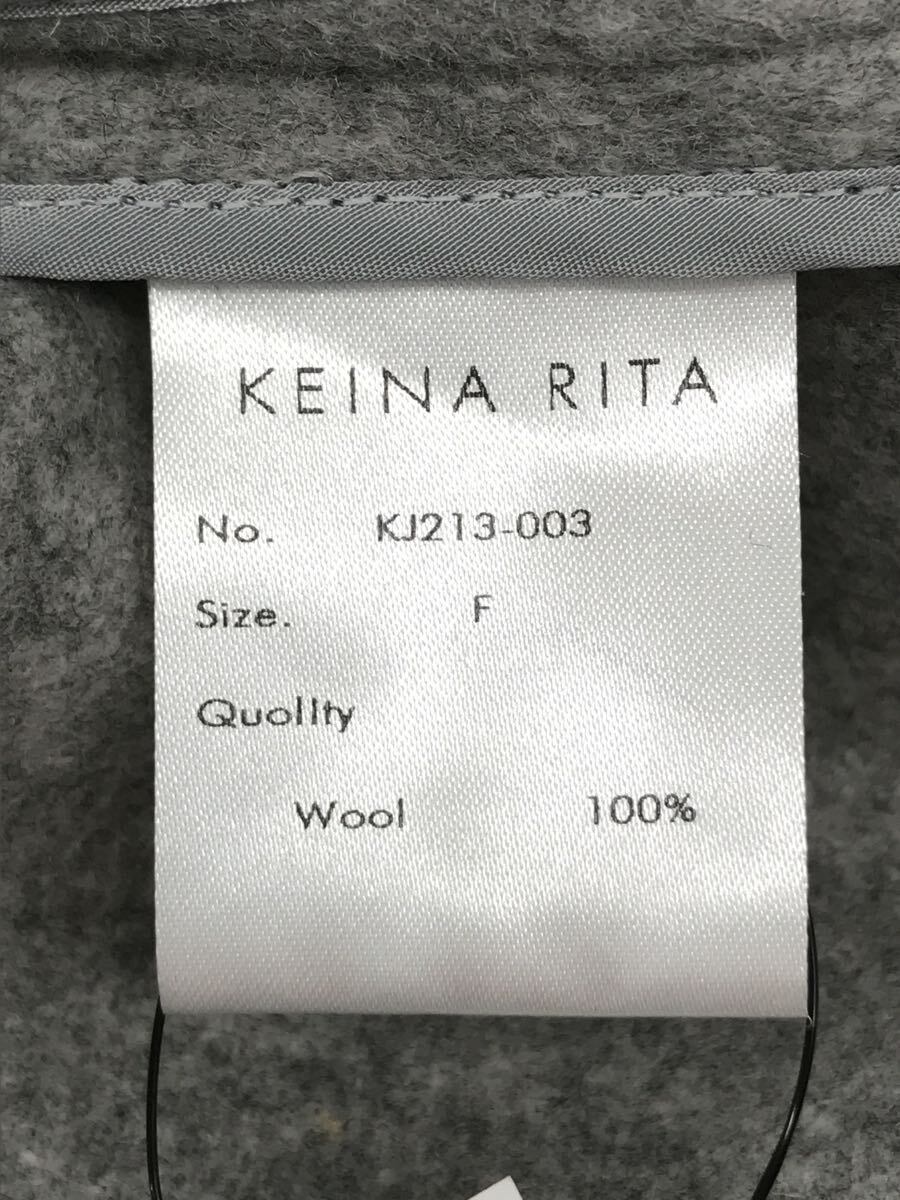 KEINA RITA
No. KJ213-003
Size. F
Quollty
Wool 100%